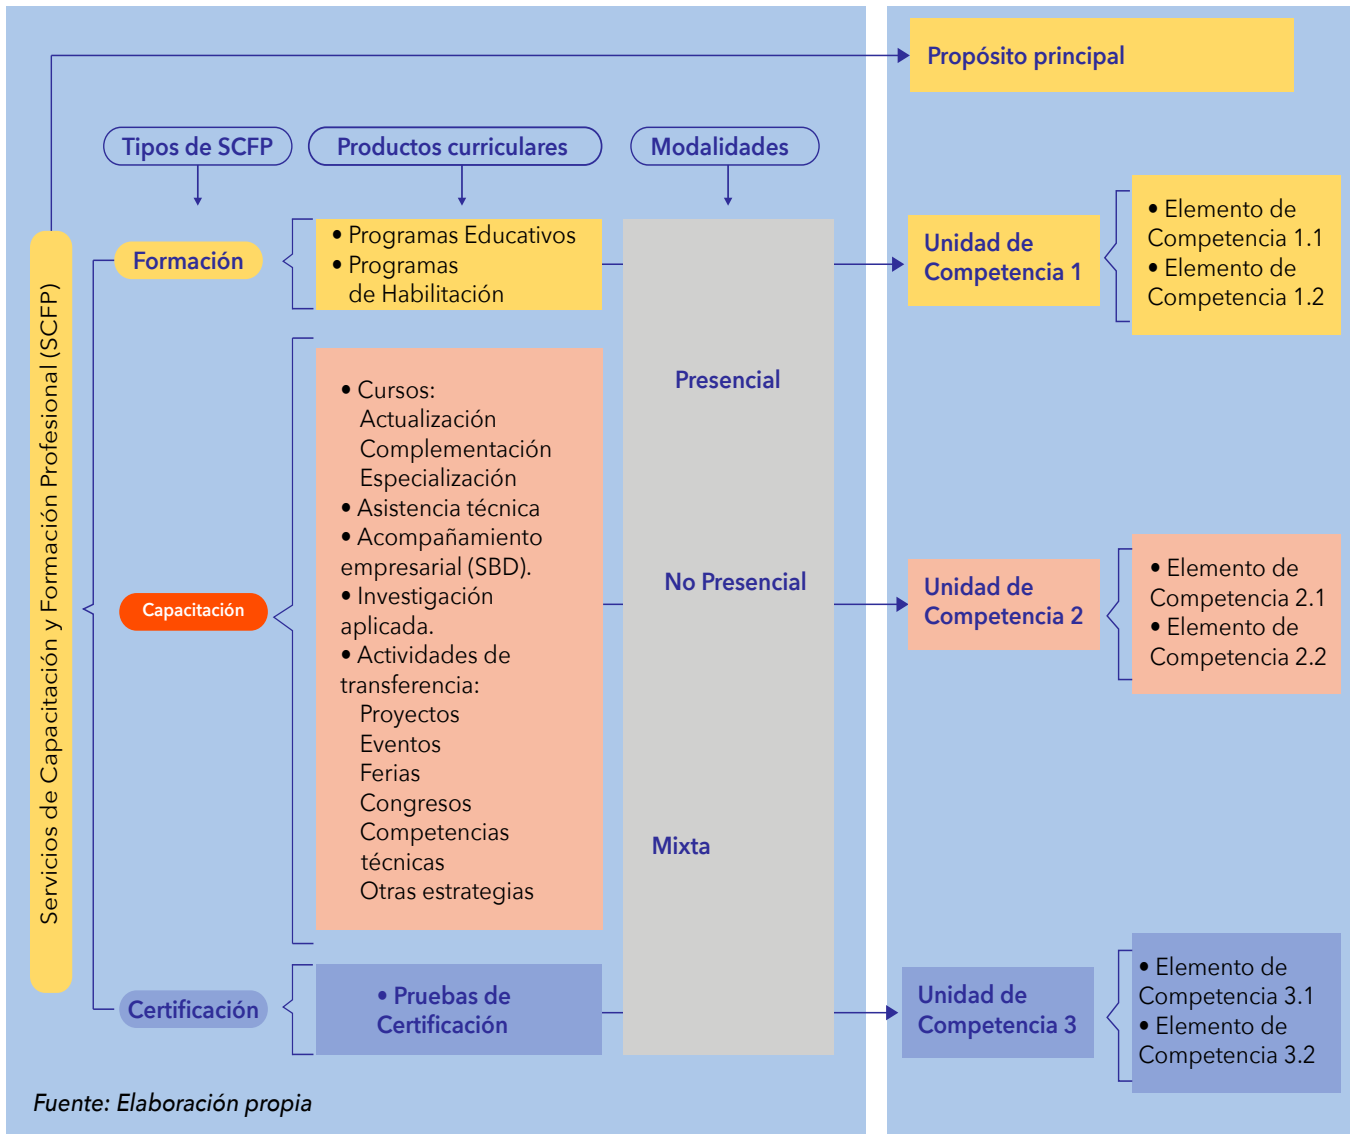 Propósito principal
Tipos de SCFP
Productos curriculares
Modalidades
Servicios de Capacitación y Formación Profesional (SCFP)
Formación
• Programas Educativos
• Programas
de Habilitación
Unidad de
Competencia 1
• Elemento de
Competencia 1.1
• Elemento de
Competencia 1.2
Capacitación
• Cursos:
Actualización
Complementación
Especialización
• Asistencia técnica
• Acompañamiento
empresarial (SBD).
• Investigación
aplicada.
• Actividades de
transferencia:
Proyectos
Eventos
Ferias
Congresos
Competencias
técnicas
Otras estrategias
Presencial
No Presencial
Mixta
Unidad de
Competencia 2
• Elemento de
Competencia 2.1
• Elemento de
Competencia 2.2
Certificación
• Pruebas de
Certificación
Unidad de
Competencia 3
• Elemento de
Competencia 3.1
• Elemento de
Competencia 3.2
Fuente: Elaboración propia